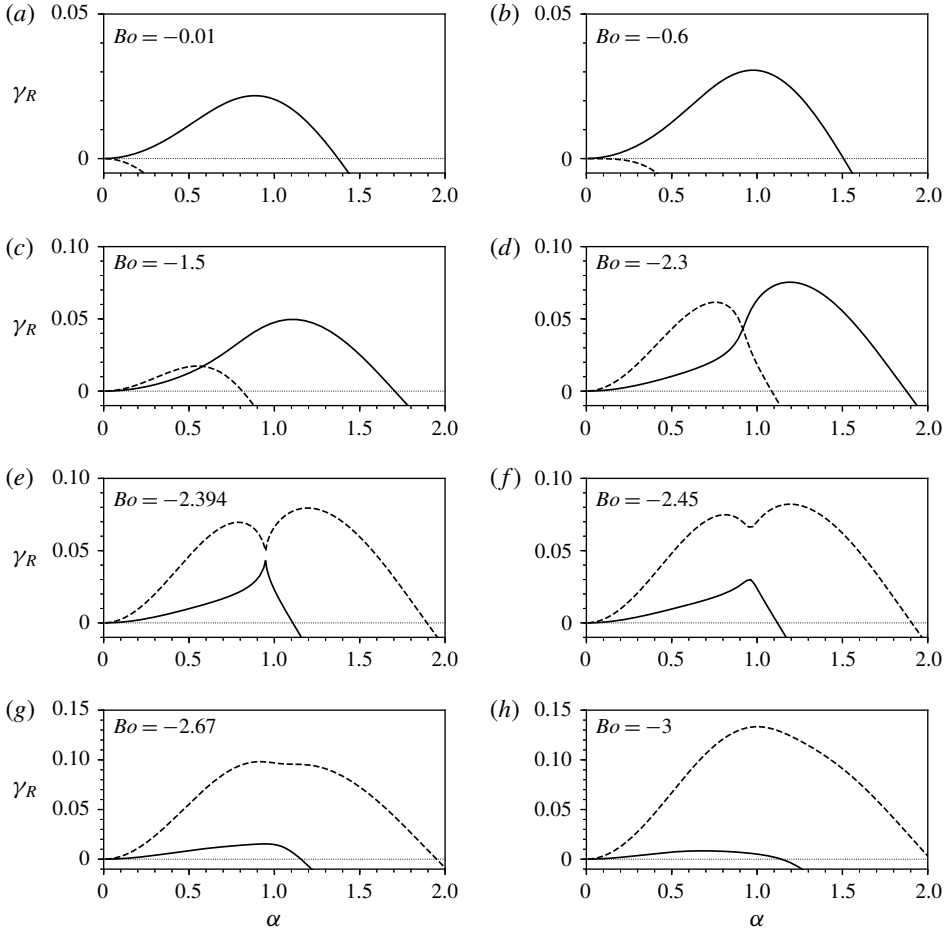 (a) 0.05 Bo = −0.01 γR 0 0 0.5 1.0 1.5 2.0
(b) 0.05 Bo = −0.6 0 0 0.5 1.0 1.5 2.0
(c) 0.10 Bo = −1.5 γR 0.05 0 0 0.5 1.0 1.5 2.0
(d) 0.10 Bo = −2.3 0.05 0 0 0.5 1.0 1.5 2.0
(e) 0.10 Bo = −2.394 γR 0.05 0 0 0.5 1.0 1.5 2.0
(f) 0.10 Bo = −2.45 0.05 0 0 0.5 1.0 1.5 2.0
(g) 0.15 Bo = −2.67 0.10 γR 0.05 0 0 0.5 1.0 1.5 2.0 α
(h) 0.15 Bo = −3 0.10 0.05 0 0 0.5 1.0 1.5 2.0 α